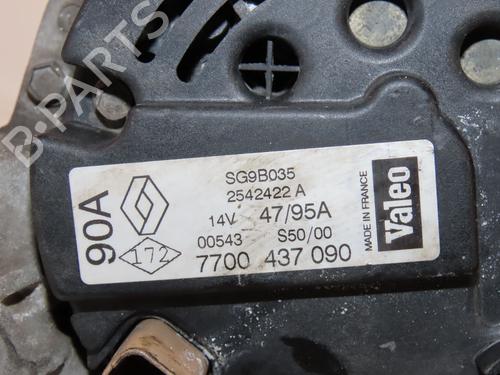 B-PARTS
90A
172
SG9B035
2542422 A
14V 47/95A
00543 S50/00
7700 437 090
MADE IN FRANCE
Valeo